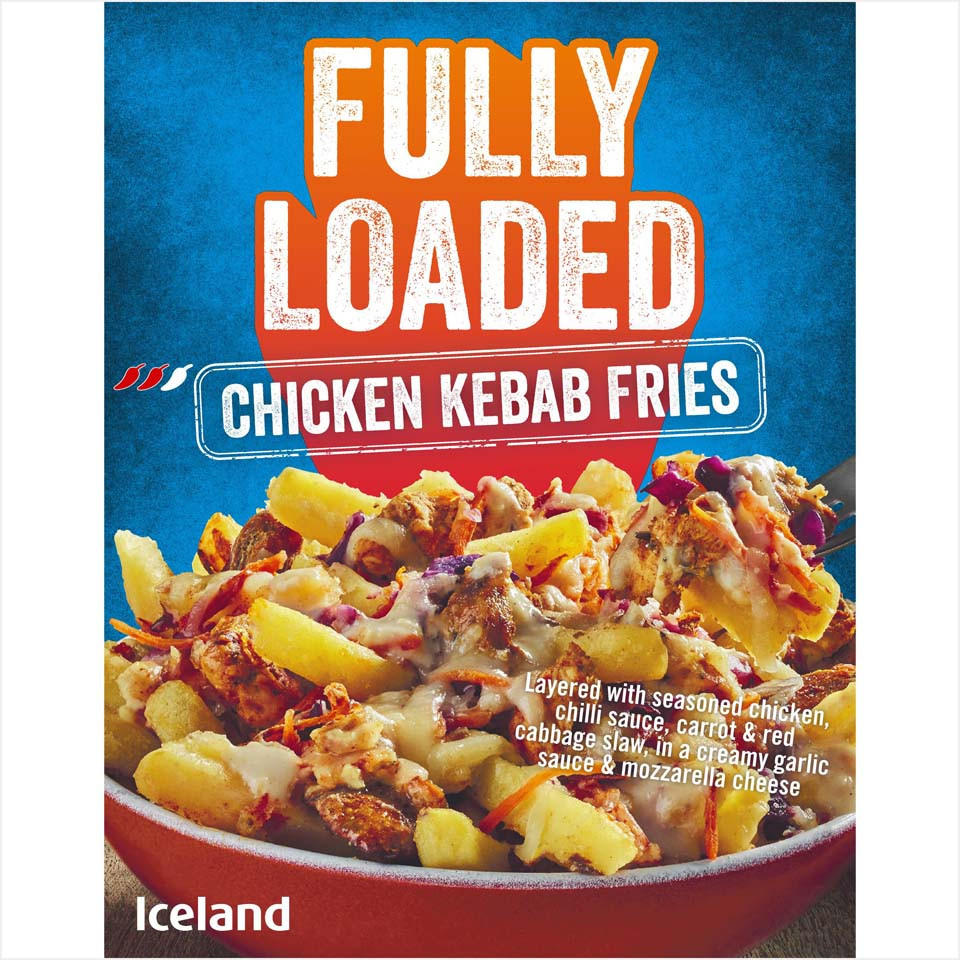 FULLY
LOADED
CHICKEN KEBAB FRIES
Layered with seasoned chicken,
chilli sauce, carrot & red
cabbage slaw, in a creamy garlic
sauce & mozzarella cheese
Iceland